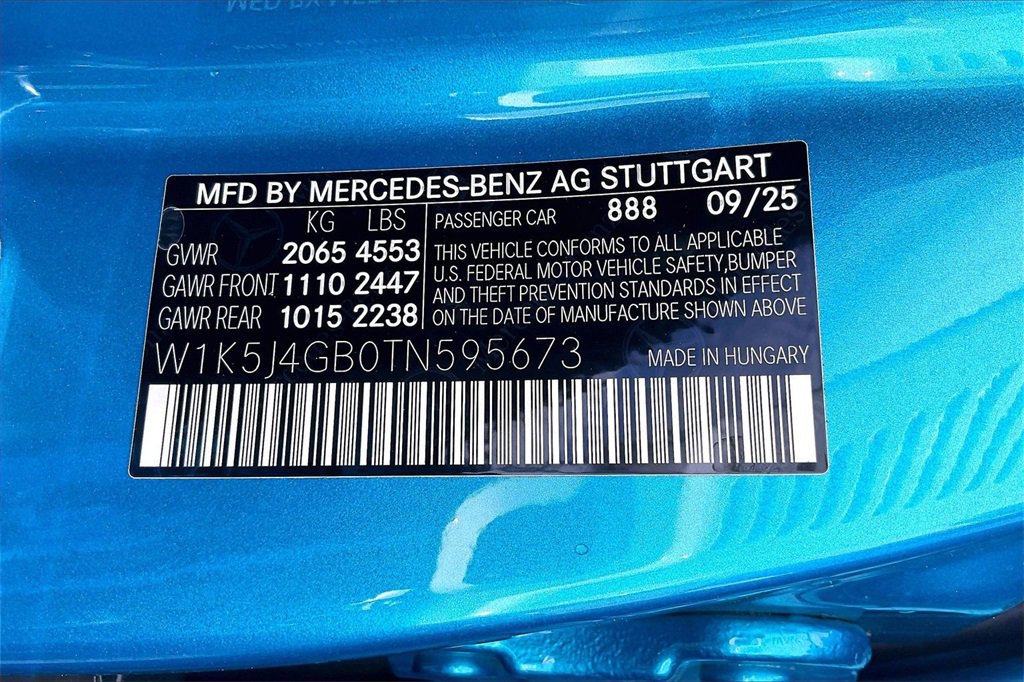 MFD BY MERCEDES-BENZ AG STUTTGART
KG LBS PASSENGER CAR 888 09/25
GVWR 2065 4553
GAWR FRONT 1110 2447
GAWR REAR 1015 2238
THIS VEHICLE CONFORMS TO ALL APPLICABLE
U.S. FEDERAL MOTOR VEHICLE SAFETY,BUMPER
AND THEFT PREVENTION STANDARDS IN EFFECT
ON THE DATE OF MANUFACTURE SHOWN ABOVE
W1K5J4GB0TN595673 MADE IN HUNGARY